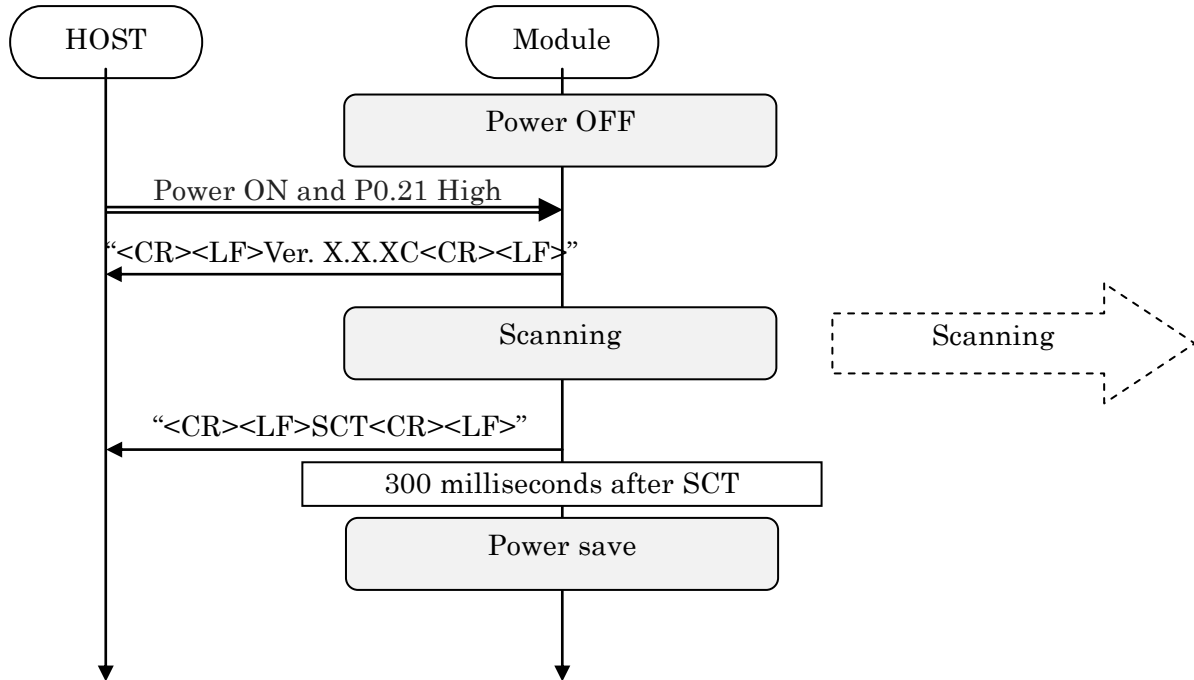 HOST
Module
Power OFF
Power ON and P0.21 High
“<CR><LF>Ver. X.X.XC<CR><LF>”
Scanning
Scanning
“<CR><LF>SCT<CR><LF>”
300 milliseconds after SCT
Power save